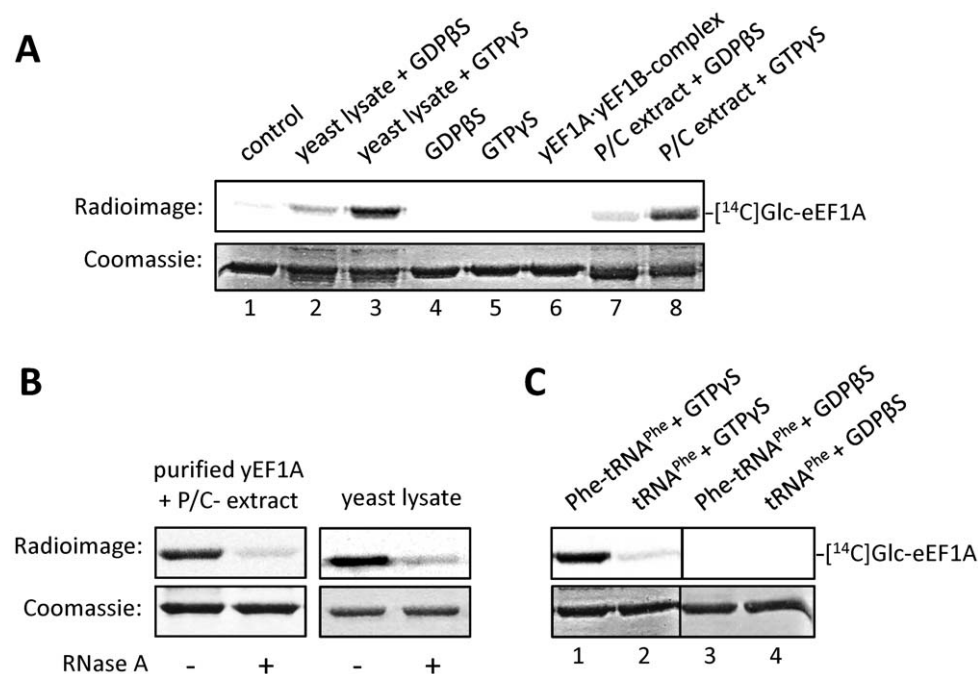 A
control
yeast lysate + GDPβS
yeast lysate + GTPγS
GDPβS
GTPγS
yEF1A·yEF1B-complex
P/C extract + GDPβS
P/C extract + GTPγS
Radioimage:
-[¹⁴C]Glc-eEF1A
Coomassie:
1 2 3 4 5 6 7 8
B
purified yEF1A
+ P/C- extract
yeast lysate
Radioimage:
Coomassie:
RNase A - + - +
C
Phe-tRNAᴾʰᵉ + GTPγS
tRNAᴾʰᵉ + GTPγS
Phe-tRNAᴾʰᵉ + GDPβS
tRNAᴾʰᵉ + GDPβS
-[¹⁴C]Glc-eEF1A
1 2 3 4